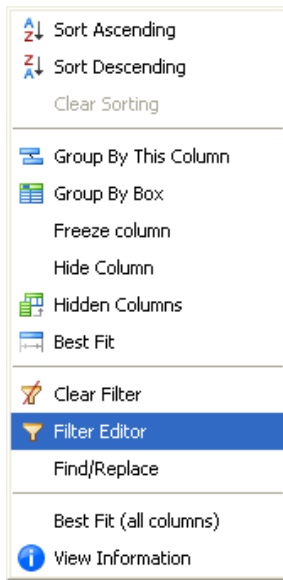 Sort Ascending
Sort Descending
Clear Sorting
Group By This Column
Group By Box
Freeze column
Hide Column
Hidden Columns
Best Fit
Clear Filter
Filter Editor
Find/Replace
Best Fit (all columns)
View Information